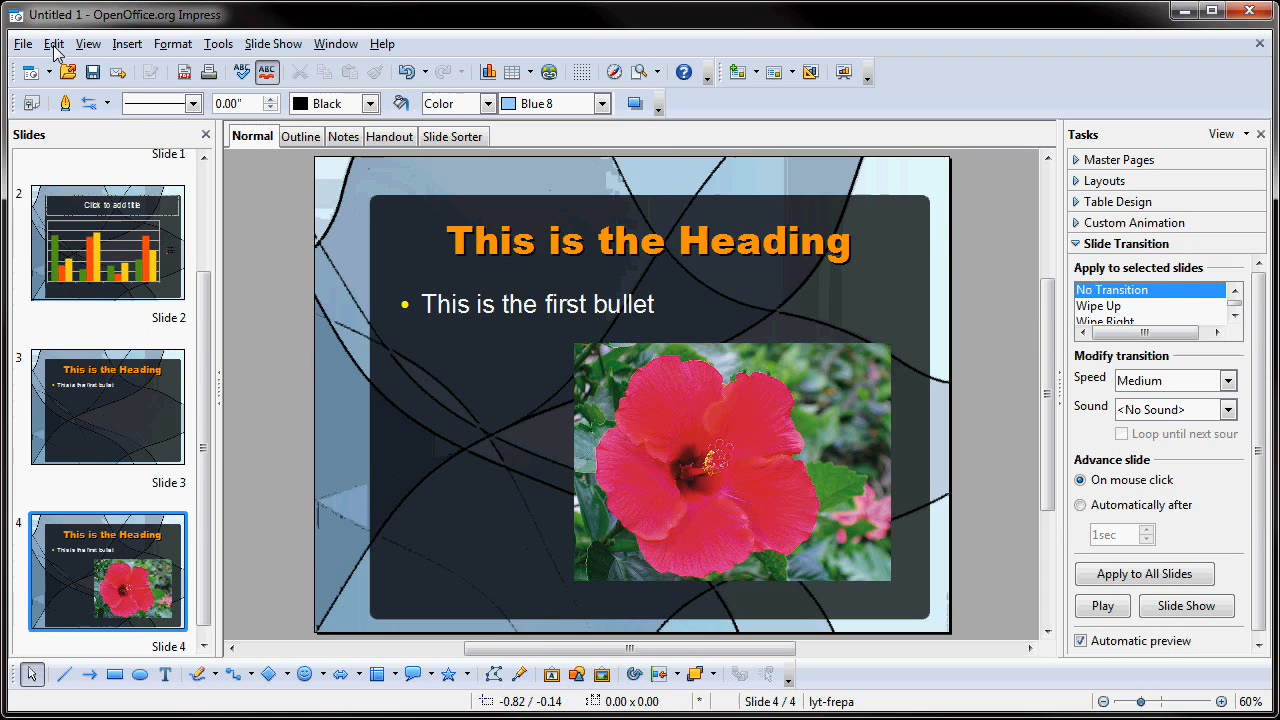 Untitled 1 - OpenOffice.org Impress
File Edit View Insert Format Tools Slide Show Window Help
ABC ABC
0.00" Black Color Blue 8
Slides
Normal Outline Notes Handout Slide Sorter
Tasks View
Slide 1
2
Click to add title
Slide 2
3
This is the Heading
This is the first bullet
Slide 3
4
This is the Heading
This is the first bullet
Slide 4
This is the Heading
• This is the first bullet
Master Pages
Layouts
Table Design
Custom Animation
Slide Transition
Apply to selected slides
No Transition
Wipe Up
Wipe Right
Modify transition
Speed Medium
Sound <No Sound>
Loop until next sour
Advance slide
On mouse click
Automatically after
1sec
Apply to All Slides
Play Slide Show
Automatic preview
T
-0.82 / -0.14 0.00 x 0.00 * Slide 4 / 4 lyt-frepa 60%